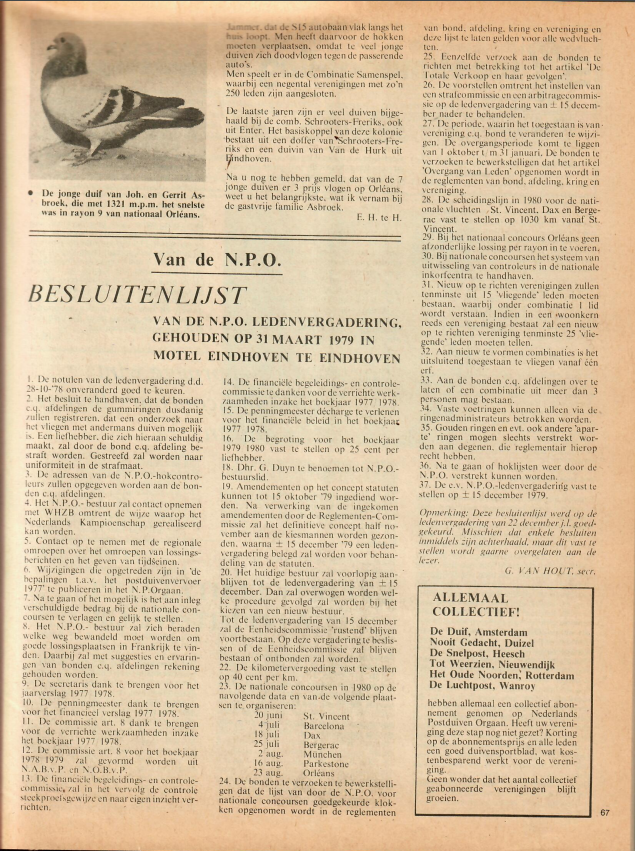 Jammer, dat de S15 autobaan vlak langs het
huis loopt. Men heeft daarvoor de hokken
moeten verplaatsen, omdat te veel jonge
duiven zich doodvlogen tegen de passerende
auto's.
Men speelt er in de Combinatie Samenspel,
waarbij een negental verenigingen met zo'n
250 leden zijn aangesloten.
De laatste jaren zijn er veel duiven bijge-
haald bij de comb. Schrooters-Freriks, ook
uit Enter. Het basiskoppel van deze kolonie
bestaat uit een doffer van Schrooters-Fre-
riks en een duivin van Van de Hurk uit
Eindhoven.
Na u nog te hebben gemeld, dat van de 7
jonge duiven er 3 prijs vlogen op Orléans,
weet u het belangrijkste, wat ik vernam bij
de gastvrije familie Asbroek.
E. H. te H.
• De jonge duif van Joh. en Gerrit As-
broek, die met 1321 m.p.m. het snelste
was in rayon 9 van nationaal Orléans.
Van de N.P.O.
BESLUITENLIJST
VAN DE N.P.O. LEDENVERGADERING,
GEHOUDEN OP 31 MAART 1979 IN
MOTEL EINDHOVEN TE EINDHOVEN
1. De notulen van de ledenvergadering d.d.
28-10-'78 onveranderd goed te keuren.
2. Het besluit te handhaven, dat de bonden
c.q. afdelingen de gummiringen dusdanig
zullen registreren, dat een onderzoek naar
het vliegen met andermans duiven mogelijk
is. Een liefhebber, die zich hieraan schuldig
maakt, zal door de bond c.q. afdeling be-
straft worden. Gestreefd zal worden naar
uniformiteit in de strafmaat.
3. De adressen van de N.P.O.-hokcontro-
leurs zullen opgegeven worden aan de bon-
den c.q. afdelingen.
4. Het N.P.O.- bestuur zal contact opnemen
met WHZB omtrent de wijze waarop het
Nederlands Kampioenschap gerealiseerd
kan worden.
5. Contact op te nemen met de regionale
omroepen over het omroepen van lossings-
berichten en het geven van tijdseinen.
6. Wijzigingen die opgetreden zijn in 'de
bepalingen t.a.v. het postduivenvervoer
1977' te publiceren in het N.P.Orgaan.
7. Na te gaan of het mogelijk is het aan inleg
verschuldigde bedrag bij de nationale con-
coursen te verlagen en gelijk te stellen.
8. Het N.P.O.- bestuur zal zich beraden
welke weg bewandeld moet worden om
goede lossingsplaatsen in Frankrijk te vin-
den. Daarbij zal met suggesties en ervarin-
gen van bonden c.q. afdelingen rekening
gehouden worden.
9. De secretaris dank te brengen voor het
jaarverslag 1977 1978.
10. De penningmeester dank te brengen
voor het financieel verslag 1977 1978.
11. De commissie art. 8 dank te brengen
voor de verrichte werkzaamheden inzake
het boekjaar 1977 1978.
12. De commissie art. 8 voor het boekjaar
1978 1979 zal gevormd worden uit
N.A.B.v.P. en N.O.B.v.P.
13. De financiële begeleidings- en controle-
commissie, zal in het vervolg de controle
steekproefsgewijze en naar eigen inzicht ver-
richten.
14. De financiële begeleidings- en controle-
commissie te danken voor de verrichte werk-
zaamheden inzake het boekjaar 1977 1978.
15. De penningmeester décharge te verlenen
voor het financiële beleid in het boekjaar
1977 1978.
16. De begroting voor het boekjaar
1979 1980 vast te stellen op 25 cent per
liefhebber.
18. Dhr. G. Duyn te benoemen tot N.P.O.-
bestuurslid.
19. Amendementen op het concept statuten
kunnen tot 15 oktober '79 ingediend wor-
den. Na verwerking van de ingekomen
amendementen door de Reglementen-Com-
missie zal het definitieve concept half no-
vember aan de kiesmannen worden gezon-
den, waarna ± 15 december '79 een leden-
vergadering belegd zal worden voor behan-
deling van de statuten.
20. Het huidige bestuur zal voorlopig aan-
blijven tot de ledenvergadering van ± 15
december. Dan zal overwogen worden wel-
ke procedure gevolgd zal worden bij het
kiezen van een nieuw bestuur.
Tot de ledenvergadering van 15 december
zal de Eenheidscommissie 'rustend' blijven
voortbestaan. Op deze vergadering te beslis-
sen of de Eenheidscommissie zal blijven
bestaan of ontbonden zal worden.
22. De kilometervergoeding vast te stellen
op 40 cent per km.
23. De nationale concoursen in 1980 op de
navolgende data en van-de volgende plaat-
sen te organiseren:
20 juni St. Vincent
4 juli Barcelona
18 juli Dax
25 juli Bergerac
2 aug. München
16 aug. Parkestone
23 aug. Orléans
24. De bonden te verzoeken te bewerkstelli-
gen dat de lijst van door de N.P.O. voor
nationale concoursen goedgekeurde klok-
ken opgenomen wordt in de reglementen
van bond, afdeling, kring en vereniging en
deze lijst te laten gelden voor alle wedvluch-
ten.
25. Eenzelfde verzoek aan de bonden te
richten met betrekking tot het artikel 'De
Totale Verkoop en haar gevolgen'.
26. De voorstellen omtrent het instellen van
een strafcommissie en een arbitragecommis-
sie op de ledenvergadering van ± 15 decem-
ber nader te behandelen.
27. De periode, waarin het toegestaan is van
vereniging c.q. bond te veranderen te wijzi-
gen. De overgangsperiode komt te liggen
van 1 oktober t/m 31 januari. De bonden te
verzoeken te bewerkstelligen dat het artikel
'Overgang van Leden' opgenomen wordt in
de reglementen van bond, afdeling, kring en
vereniging.
28. De scheidingslijn in 1980 voor de natio-
nale vluchten St. Vincent, Dax en Berge-
rac vast te stellen op 1030 km vanaf St.
Vincent.
29. Bij het nationaal concours Orléans geen
afzonderlijke lossing per rayon in te voeren.
30. Bij nationale concoursen het systeem van
uitwisseling van controleurs in de nationale
inkorfcentra te handhaven.
31. Nieuw op te richten verenigingen zullen
tenminste uit 15 'vliegende' leden moeten
bestaan, waarbij onder combinatie 1 lid
wordt verstaan. Indien in een woonkern
reeds een vereniging bestaat zal een nieuw
op te richten vereniging tenminste 25 'vlie-
gende' leden moeten tellen.
32. Aan nieuw te vormen combinaties is het
uitsluitend toegestaan te vliegen vanaf één
erf.
33. Aan de bonden c.q. afdelingen over te
laten of een combinatie uit meer dan 3
personen mag bestaan.
34. Vaste voetringen kunnen alleen via de
ringenadministrateurs betrokken worden.
35. Gouden ringen en evt. ook andere 'apar-
te' ringen mogen slechts verstrekt wor-
den aan degenen, die reglementair hierop
recht hebben.
36. Na te gaan of hoklijsten weer door de
N.P.O. verstrekt kunnen worden.
37. De e.v. N.P.O.-ledenvergadering vast te
stellen op ± 15 december 1979.
Opmerking: Deze besluitenlijst werd op de
ledenvergadering van 22 december j.l. goed-
gekeurd. Misschien dat enkele besluiten
inmiddels zijn achterhaald, maar dit vast te
stellen wordt gaarne overgelaten aan de
lezer.
G. VAN HOUT, secr.
ALLEMAAL
COLLECTIEF!
De Duif, Amsterdam
Nooit Gedacht, Duizel
De Snelpost, Heesch
Tot Weerzien, Nieuwendijk
Het Oude Noorden, Rotterdam
De Luchtpost, Wanroy
hebben allemaal een collectief abon-
nement genomen op Nederlands
Postduiven Orgaan. Heeft uw vereni-
ging deze stap nog niet gezet? Korting
op de abonnementsprijs en alle leden
een goed duivensportblad, wat kos-
tenbesparend werkt voor de vereni-
ging.
Geen wonder dat het aantal collectief
geabonneerde verenigingen blijft
groeien.
67